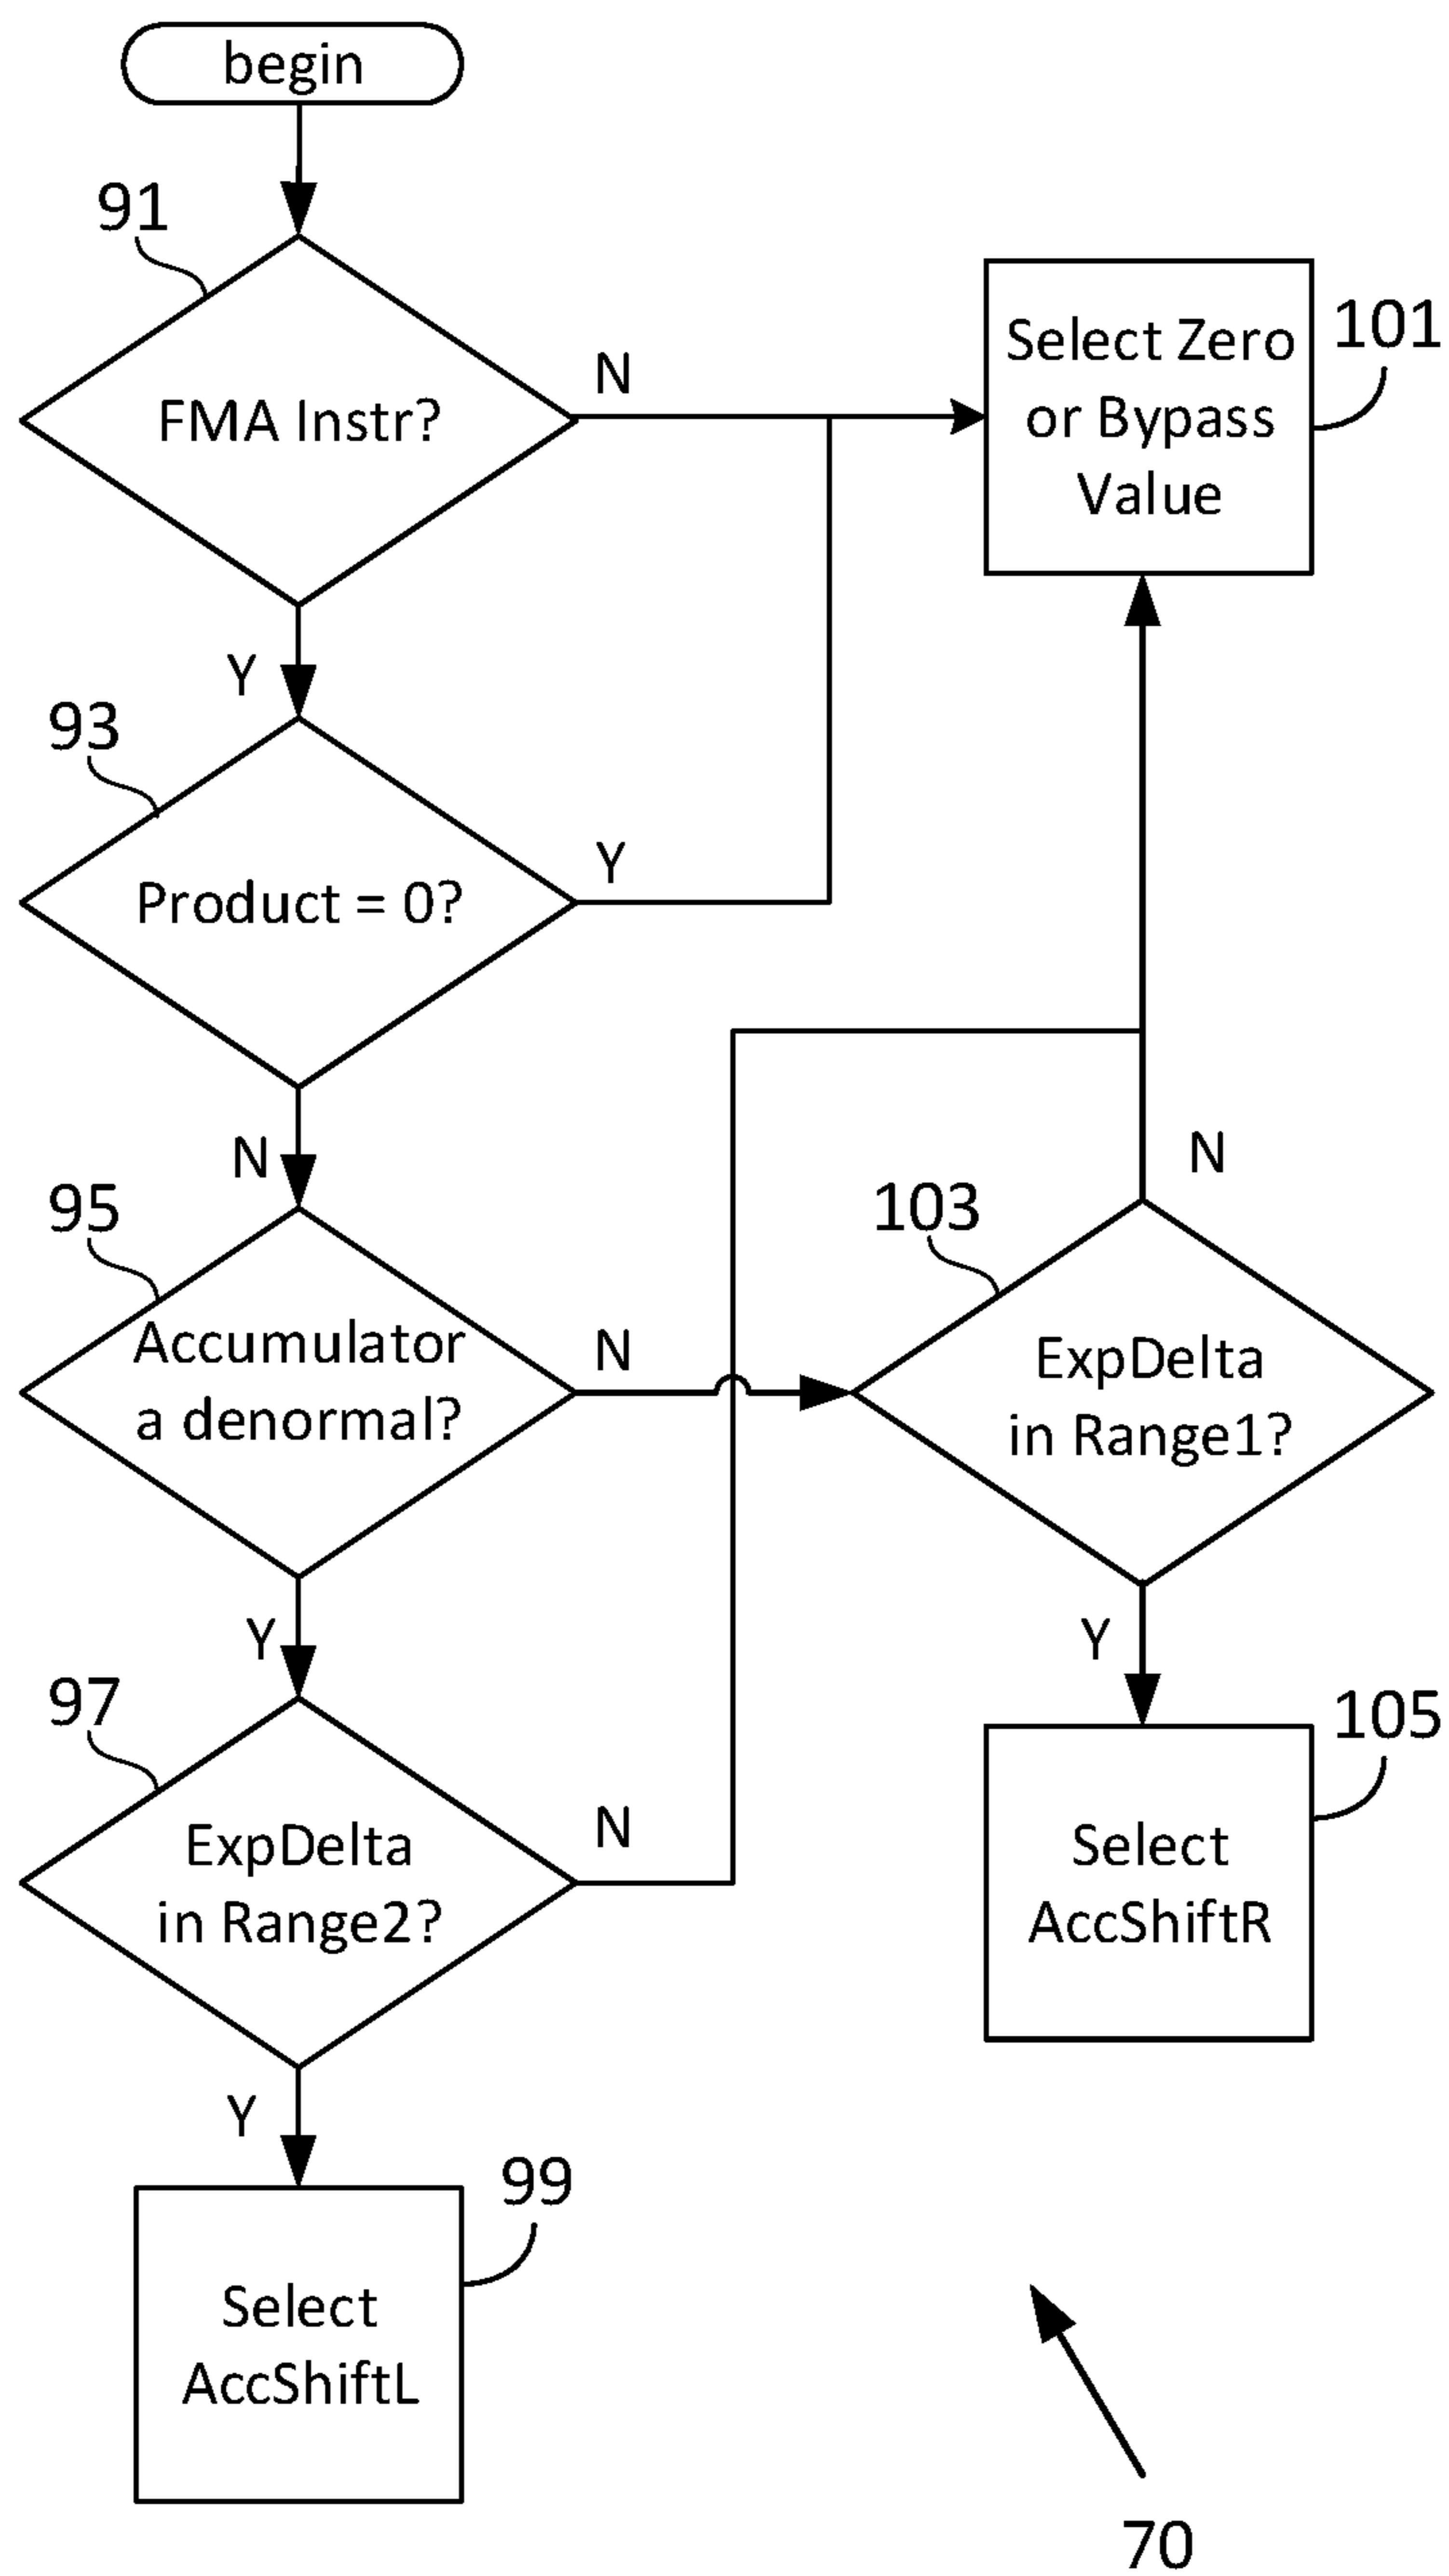 begin
91
FMA Instr?
N
Select Zero
or Bypass
Value
101
Y
93
Product = 0?
Y
N
95
Accumulator
a denormal?
N
103
ExpDelta
in Range1?
N
Y
97
ExpDelta
in Range2?
N
Y
105
Select
AccShiftR
Y
99
Select
AccShiftL
70